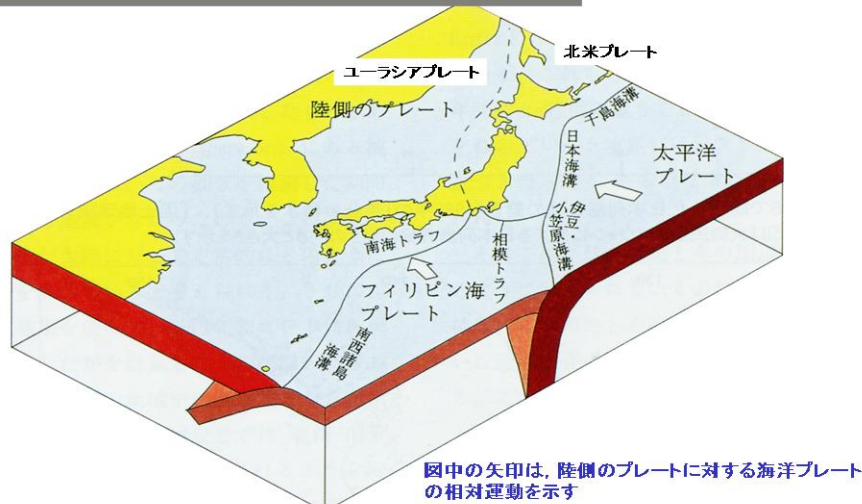 北米プレート
ユーラシアプレート
陸側のプレート
千島海溝
日本海溝
太平洋
プレート
伊豆・
小笠原海溝
相模トラフ
南海トラフ
フィリピン海
プレート
南西諸島
海溝
図中の矢印は，陸側のプレートに対する海洋プレート
の相対運動を示す